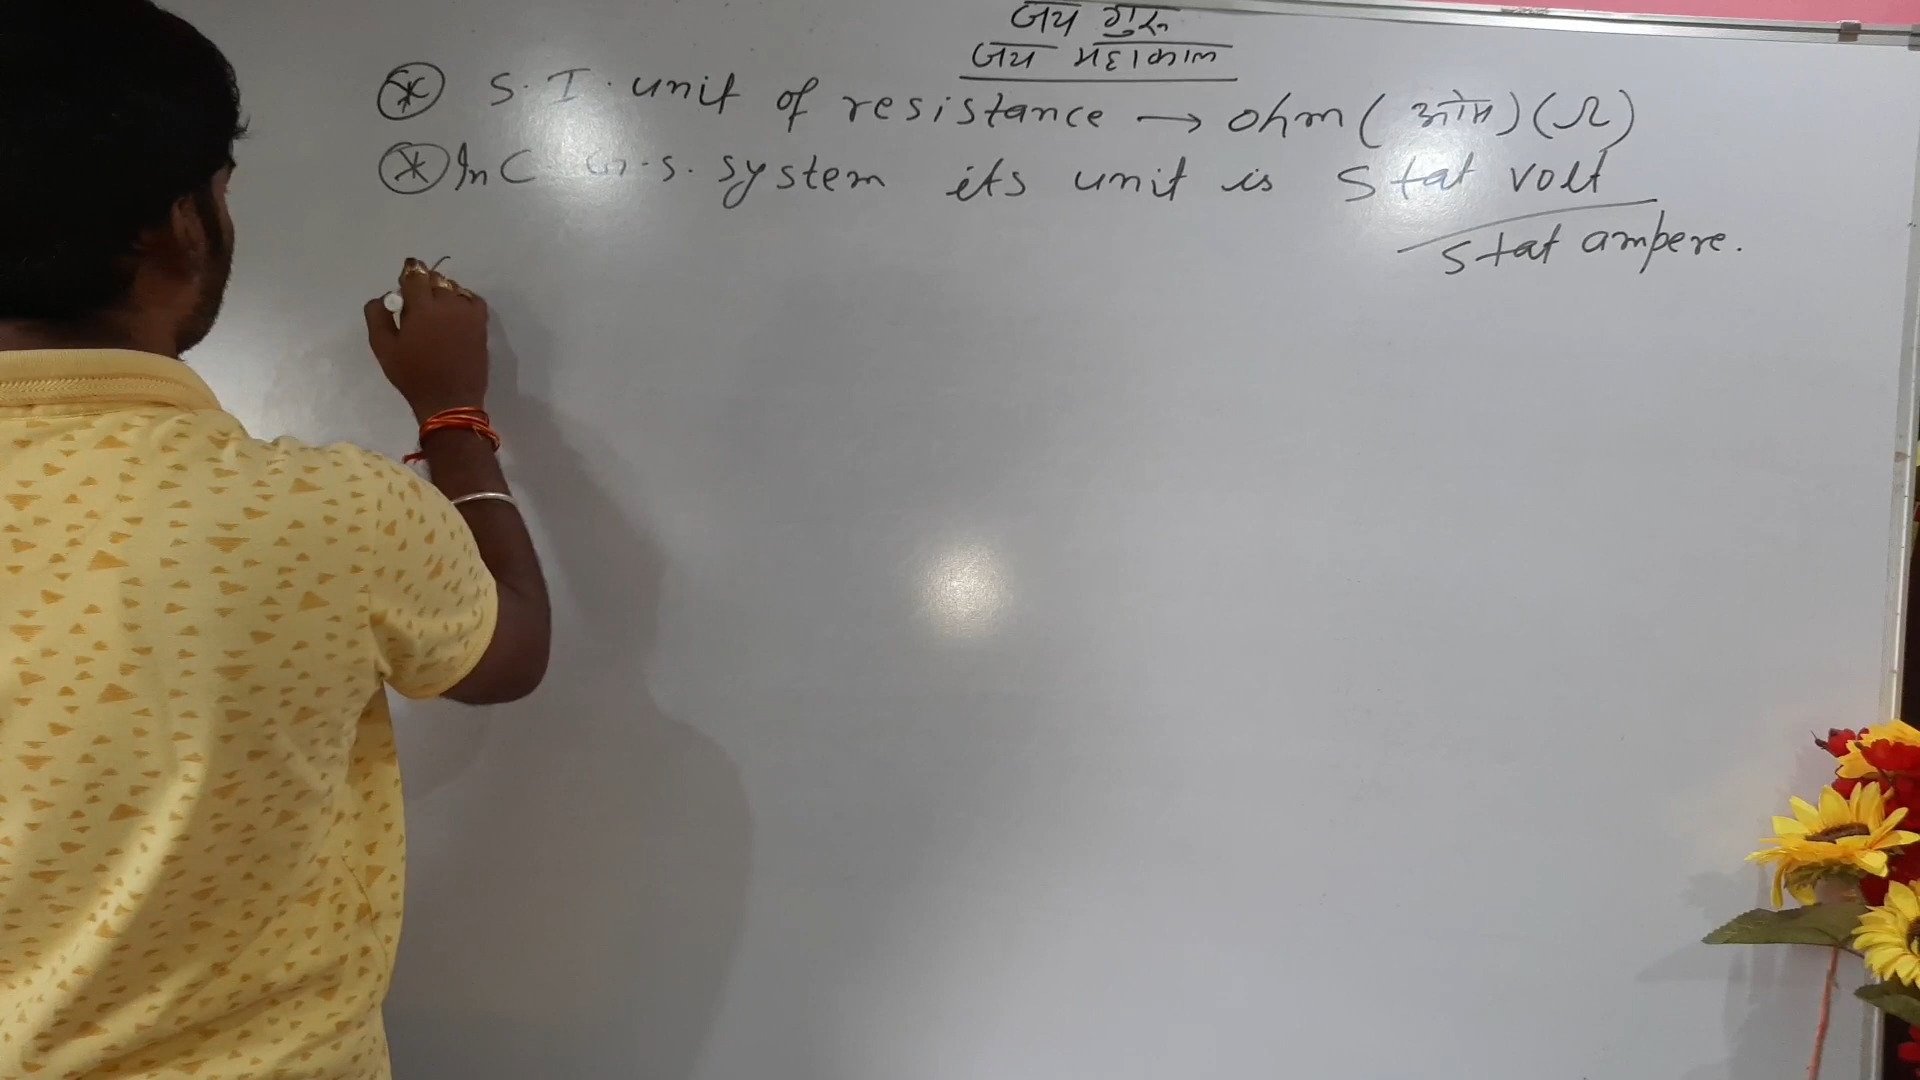 जय गुरू
जय महाकाल
* S.I. unit of resistance → ohm (ओम) (Ω)
* In C.G.S. system its unit is stat volt
stat ampere.